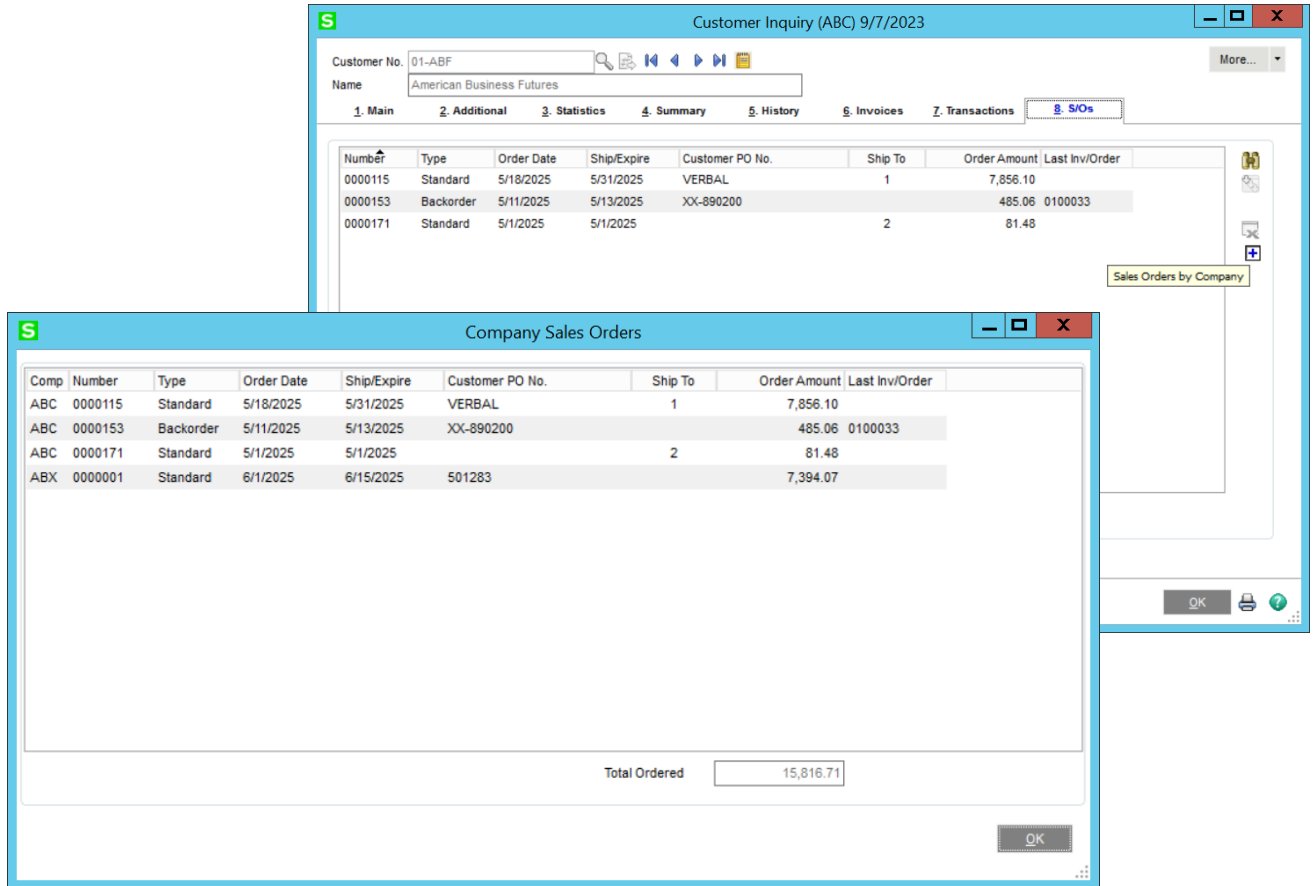 S Customer Inquiry (ABC) 9/7/2023 X
Customer No. 01-ABF More...
Name American Business Futures
1. Main 2. Additional 3. Statistics 4. Summary 5. History 6. Invoices 7. Transactions 8. S/Os
Number Type Order Date Ship/Expire Customer PO No. Ship To Order Amount Last Inv/Order
0000115 Standard 5/18/2025 5/31/2025 VERBAL 1 7,856.10
0000153 Backorder 5/11/2025 5/13/2025 XX-890200 485.06 0100033
0000171 Standard 5/1/2025 5/1/2025 2 81.48
Sales Orders by Company
OK
S Company Sales Orders X
Comp Number Type Order Date Ship/Expire Customer PO No. Ship To Order Amount Last Inv/Order
ABC 0000115 Standard 5/18/2025 5/31/2025 VERBAL 1 7,856.10
ABC 0000153 Backorder 5/11/2025 5/13/2025 XX-890200 485.06 0100033
ABC 0000171 Standard 5/1/2025 5/1/2025 2 81.48
ABX 0000001 Standard 6/1/2025 6/15/2025 501283 7,394.07
Total Ordered 15,816.71
OK